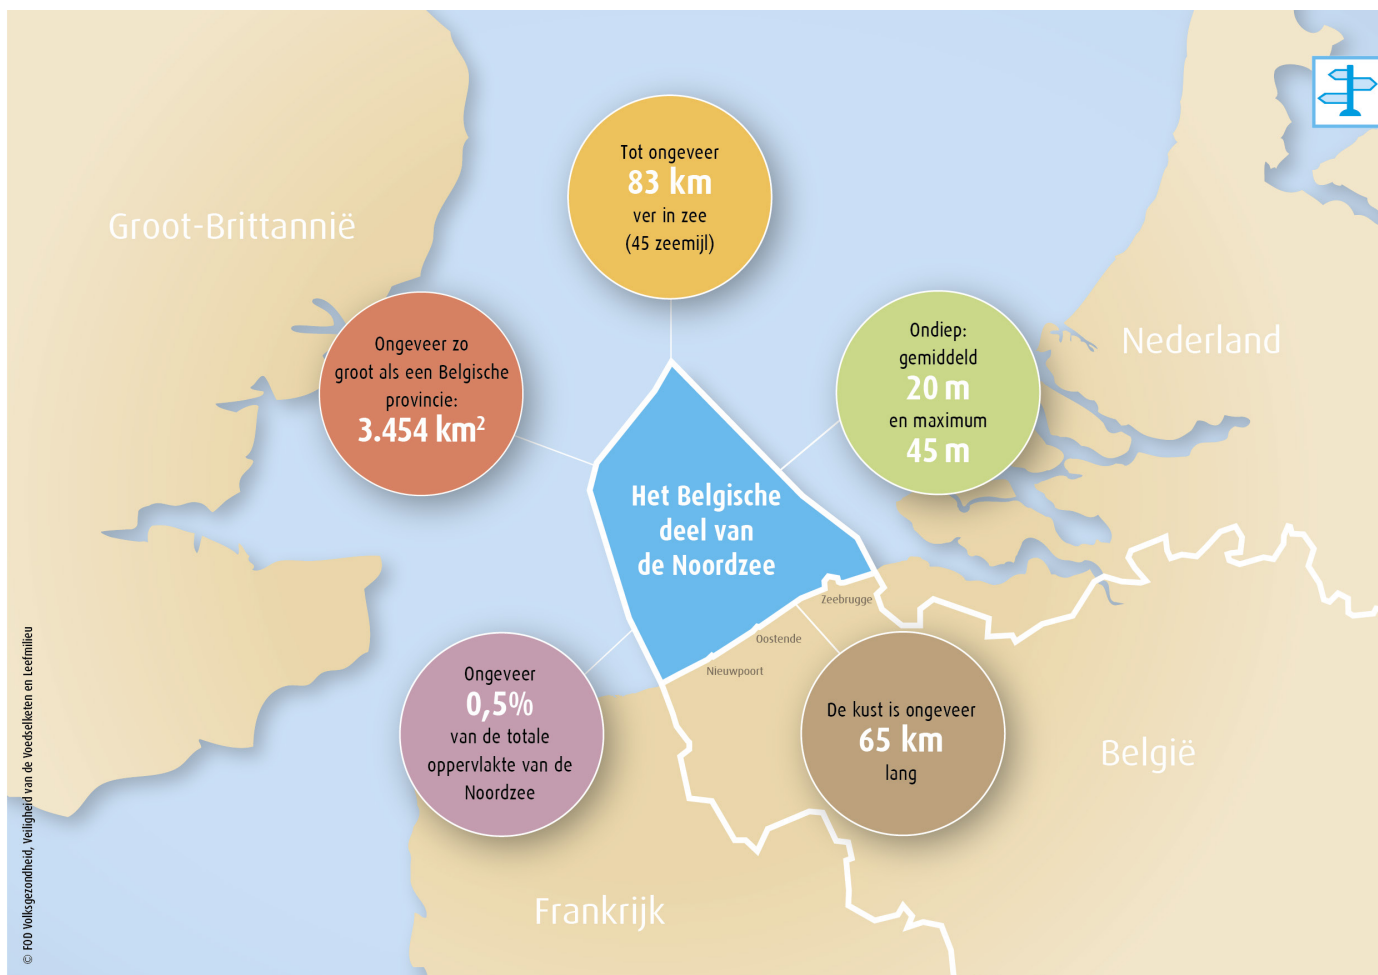 Tot ongeveer
83 km
ver in zee
(45 zeemijl)
Groot-Brittannië
Ongeveer zo
groot als een Belgische
provincie:
3.454 km²
Ondiep:
gemiddeld
20 m
en maximum
45 m
Nederland
Het Belgische
deel van
de Noordzee
Zeebrugge
Oostende
Nieuwpoort
Ongeveer
0,5%
van de totale
oppervlakte van de
Noordzee
De kust is ongeveer
65 km
lang
België
Frankrijk
© FOD Volksgezondheid, Veiligheid van de Voedselketen en Leefmilieu